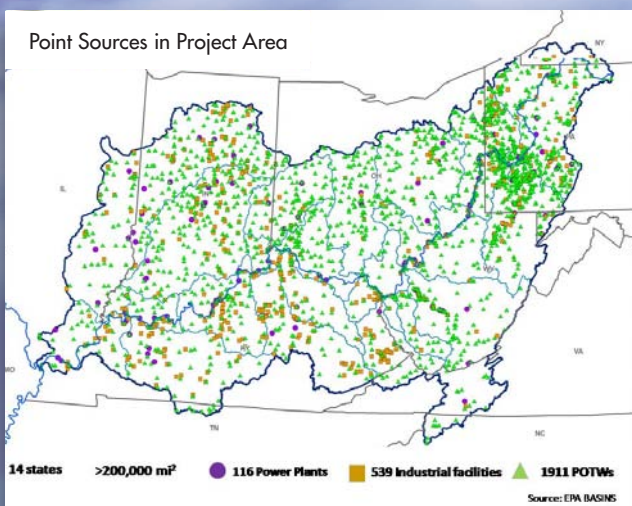 Point Sources in Project Area
NY
IL
OH
WV
KY
VA
MO
TN
NC
14 states >200,000 mi² 116 Power Plants 539 Industrial facilities 1911 POTWs
Source: EPA BASINS